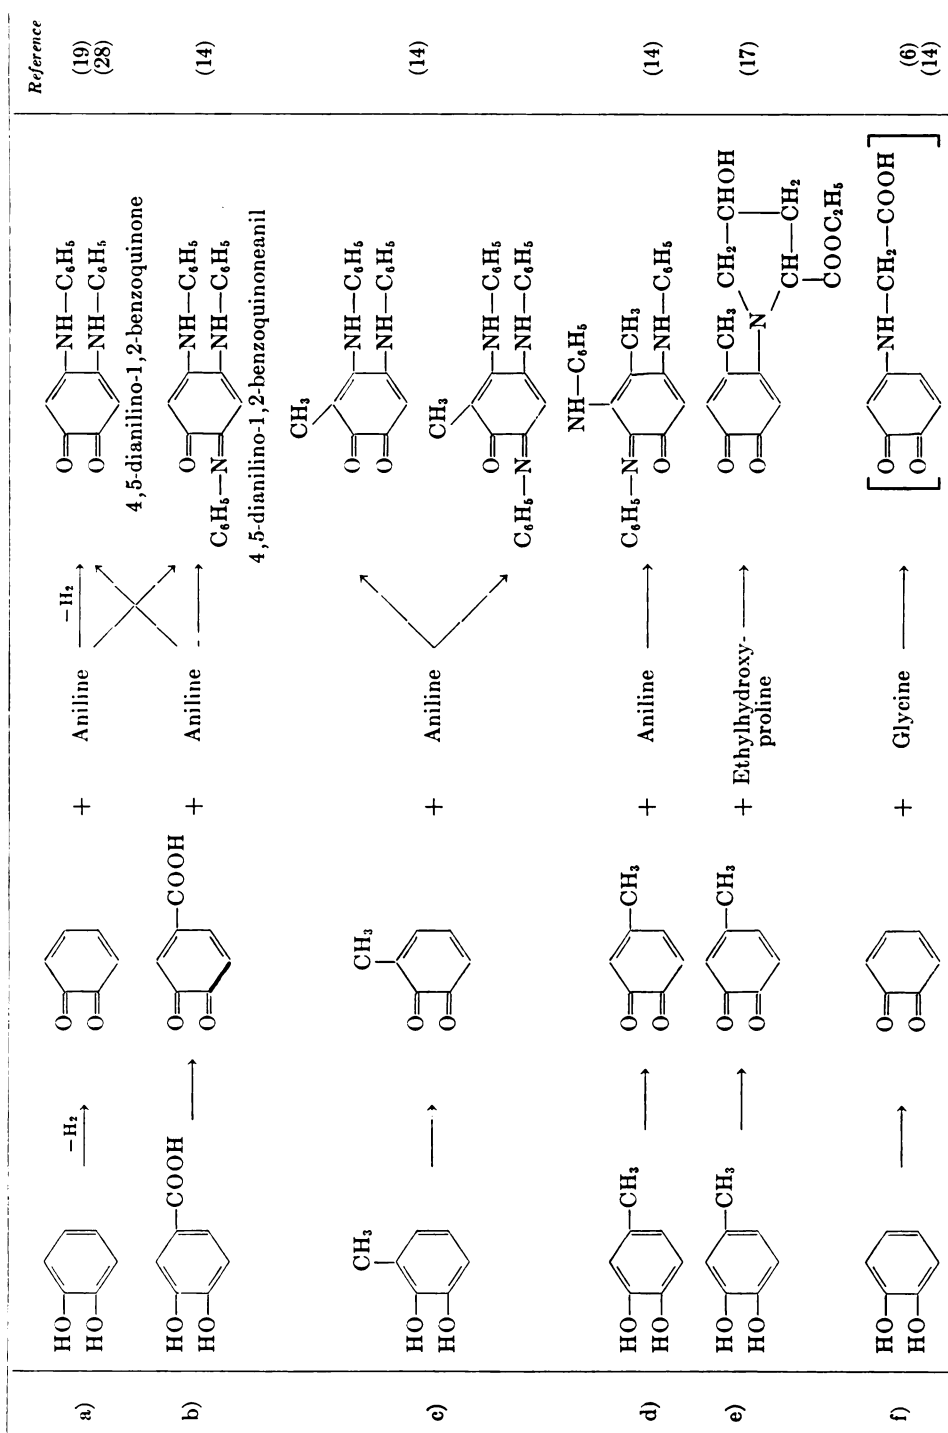 Reference
a)
HO—
HO—
—H₂
O
O
+
Aniline
—H₂
O
O
—NH—C₆H₅
—NH—C₆H₅
4,5-dianilino-1,2-benzoquinone
(19)
(28)
b)
HO—
HO—
—COOH
O
O
—COOH
+
Aniline
O
C₆H₅—N
—NH—C₆H₅
—NH—C₆H₅
4,5-dianilino-1,2-benzoquinoneanil
(14)
c)
CH₃
HO—
HO—
CH₃
O
O
+
Aniline
CH₃
O
O
—NH—C₆H₅
—NH—C₆H₅
CH₃
O
C₆H₅—N
—NH—C₆H₅
—NH—C₆H₅
(14)
d)
HO—
HO—
—CH₃
O
O
—CH₃
+
Aniline
NH—C₆H₅
C₆H₅—N
O
—CH₃
—NH—C₆H₅
(14)
e)
HO—
HO—
—CH₃
O
O
—CH₃
+
Ethylhydroxy-
proline
O
O
—CH₃
CH₂—CHOH
N
CH—CH₂
COOC₂H₅
(17)
f)
HO—
HO—
O
O
+
Glycine
O
O
—NH—CH₂—COOH
(6)
(14)